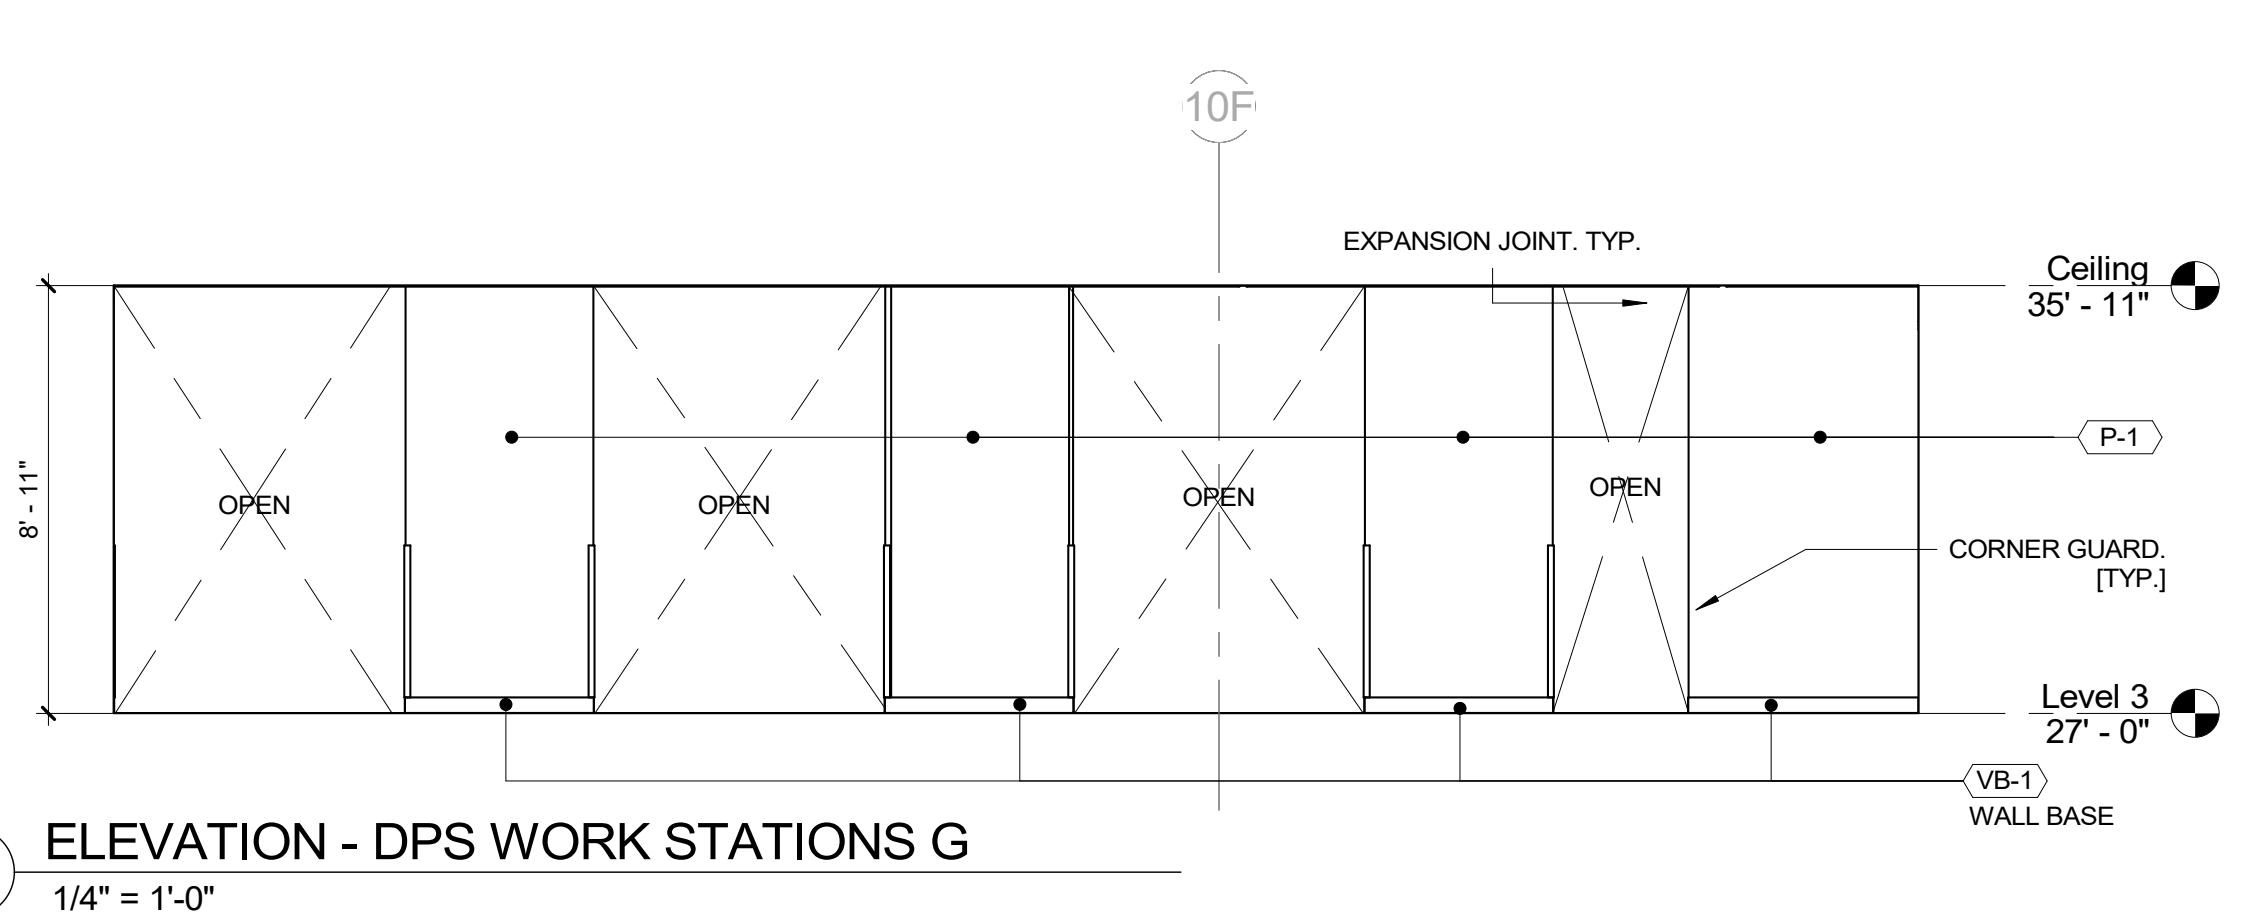 10F
EXPANSION JOINT. TYP.
Ceiling
35' - 11"
P-1
8' - 11"
OPEN
OPEN
OPEN
OPEN
CORNER GUARD.
[TYP.]
Level 3
27' - 0"
VB-1
WALL BASE
ELEVATION - DPS WORK STATIONS G
1/4" = 1'-0"